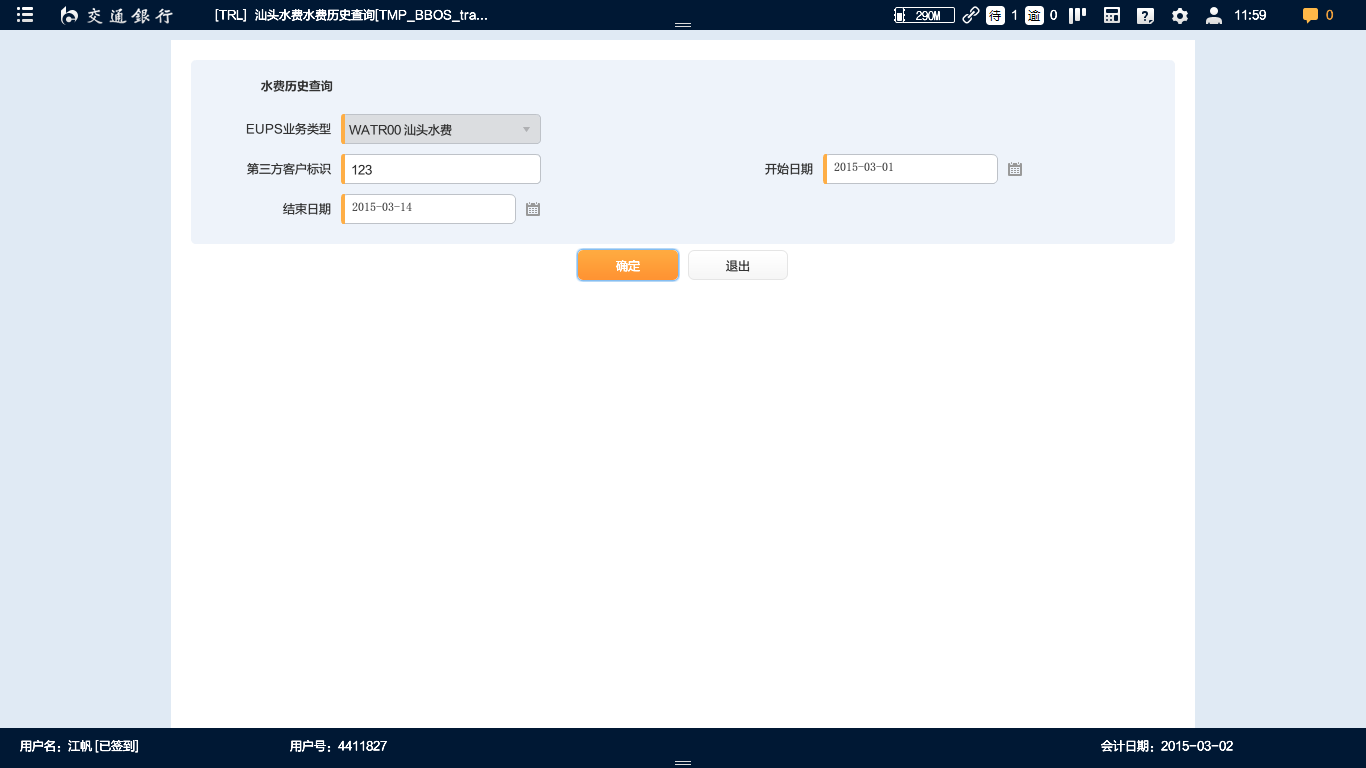 交通銀行 [TRL] 汕头水费水费历史查询[TMP_BBOS_tra... 290M 待 1 逾 0 11:59 0
水费历史查询
EUPS业务类型 WATR00 汕头水费
第三方客户标识 123 开始日期 2015-03-01
结束日期 2015-03-14
确定 退出
用户名：江帆 [已签到] 用户号：4411827 会计日期：2015-03-02